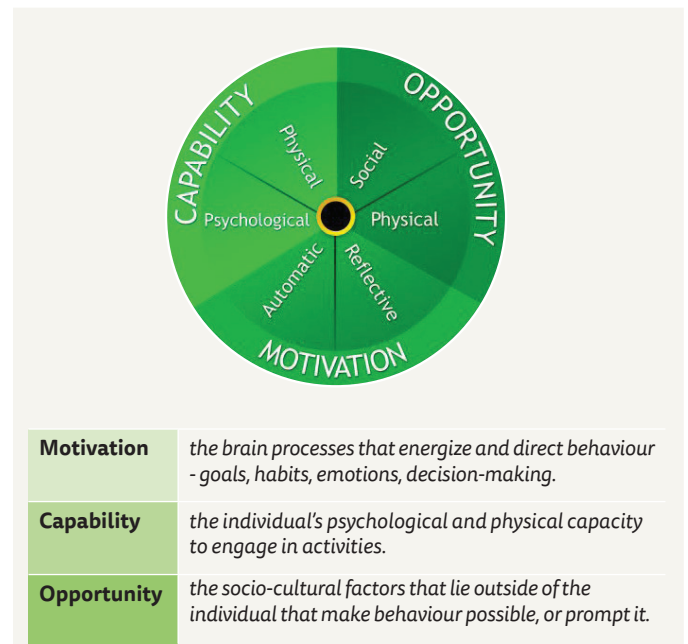 CAPABILITY
OPPORTUNITY
Physical
Social
Psychological
Physical
Automatic
Reflective
MOTIVATION
Motivation
the brain processes that energize and direct behaviour
- goals, habits, emotions, decision-making.
Capability
the individual's psychological and physical capacity
to engage in activities.
Opportunity
the socio-cultural factors that lie outside of the
individual that make behaviour possible, or prompt it.